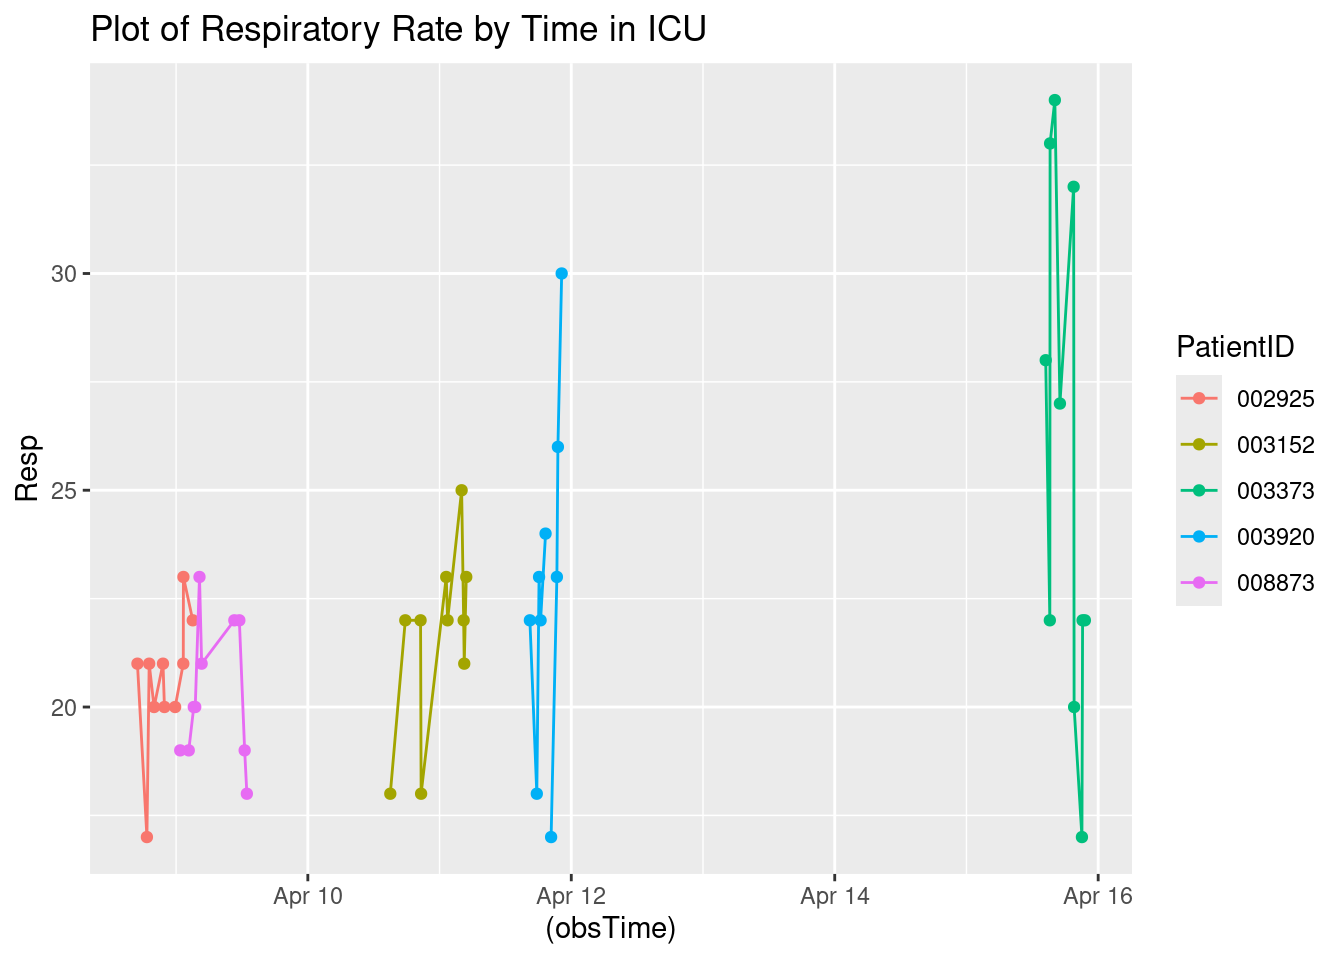 Plot of Respiratory Rate by Time in ICU
Resp
30
25
20
Apr 10
Apr 12
Apr 14
Apr 16
(obsTime)
PatientID
002925
003152
003373
003920
008873